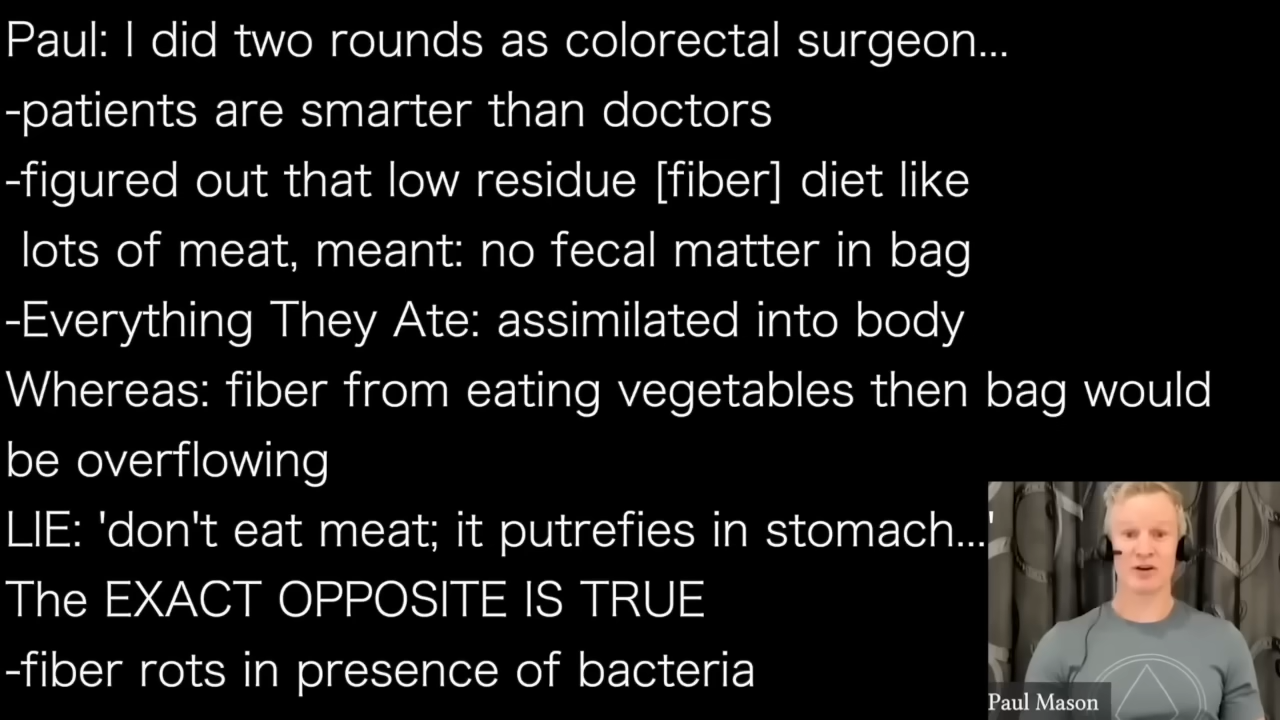 Paul: I did two rounds as colorectal surgeon...
-patients are smarter than doctors
-figured out that low residue [fiber] diet like
lots of meat, meant: no fecal matter in bag
-Everything They Ate: assimilated into body
Whereas: fiber from eating vegetables then bag would
be overflowing
LIE: 'don't eat meat; it putrefies in stomach...'
The EXACT OPPOSITE IS TRUE
-fiber rots in presence of bacteria
Paul Mason